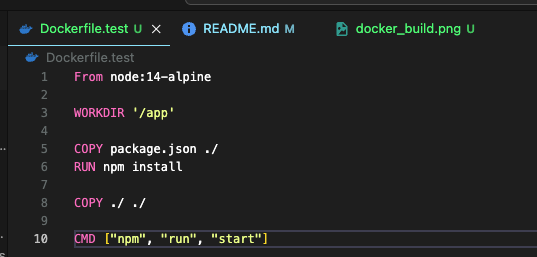 Dockerfile.test U X README.md M docker_build.png U
Dockerfile.test
1 From node:14-alpine
2
3 WORKDIR '/app'
4
5 COPY package.json ./
6 RUN npm install
7
8 COPY ./ ./
9
10 CMD ["npm", "run", "start"]